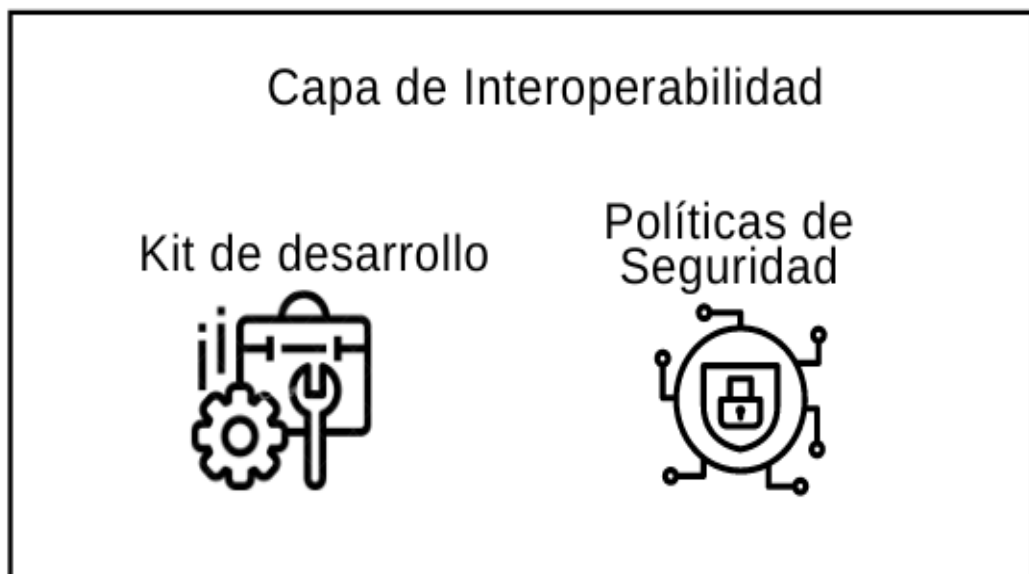 Capa de Interoperabilidad
Kit de desarrollo
Políticas de
Seguridad